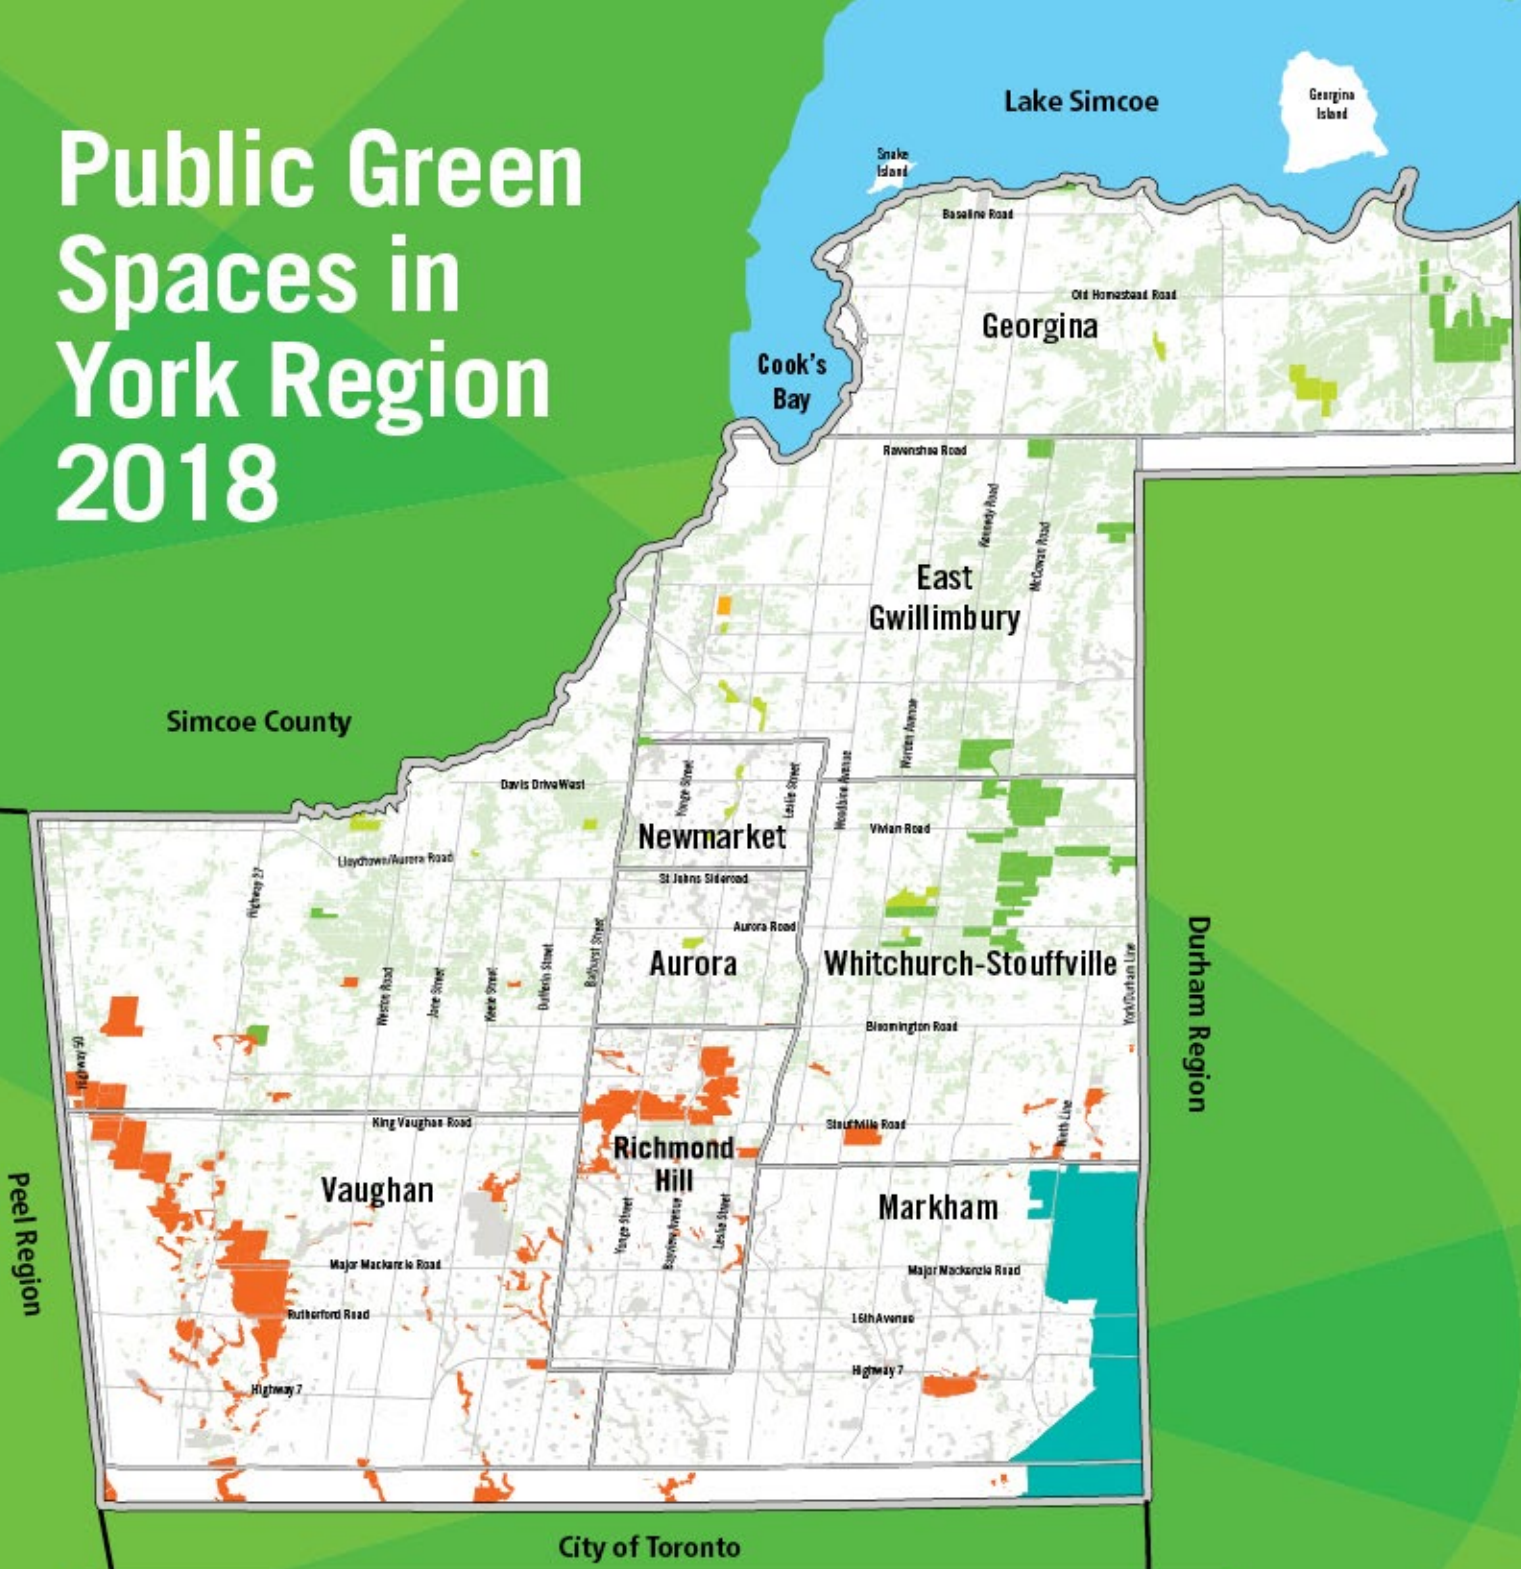 Public Green
Spaces in
York Region
2018
Lake Simcoe
Georgina
Island
Snake
Island
Baseline Road
Old Homestead Road
Georgina
Cook's
Bay
Ravenshoe Road
Kennedy Road
McCowan Road
East
Gwillimbury
Simcoe County
Warden Avenue
Davis Drive West
Yonge Street
Leslie Street
Woodbine Avenue
Newmarket
Vivian Road
Lloydtown/Aurora Road
Highway 27
St Johns Sideroad
Aurora Road
Bathurst Street
Aurora
Whitchurch-Stouffville
York/Durham Line
Durham Region
Weston Road
Jane Street
Keele Street
Dufferin Street
Bloomington Road
Highway 50
King Vaughan Road
Stouffville Road
Ninth Line
Richmond
Hill
Vaughan
Markham
Peel Region
Yonge Street
Bayview Avenue
Leslie Street
Major Mackenzie Road
Major Mackenzie Road
Rutherford Road
16th Avenue
Highway 7
Highway 7
City of Toronto